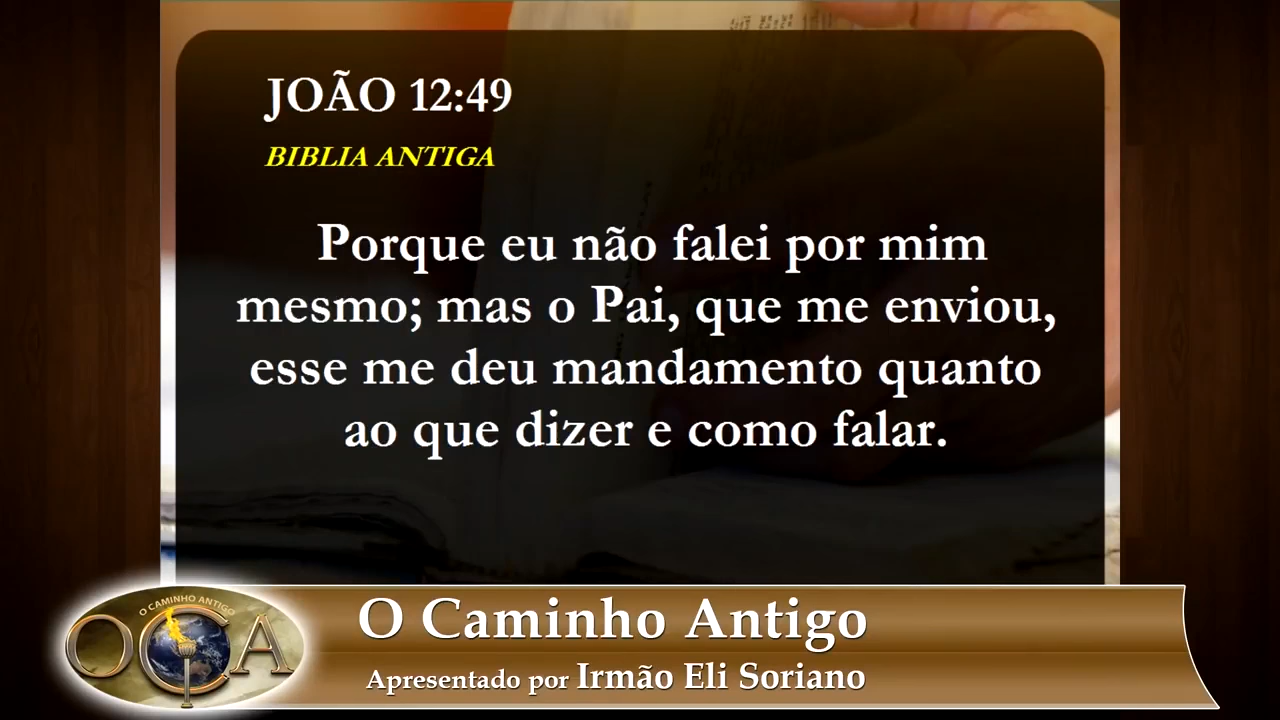 JOÃO 12:49
BIBLIA ANTIGA
Porque eu não falei por mim
mesmo; mas o Pai, que me enviou,
esse me deu mandamento quanto
ao que dizer e como falar.
O CAMINHO ANTIGO
OCA
O Caminho Antigo
Apresentado por Irmão Eli Soriano